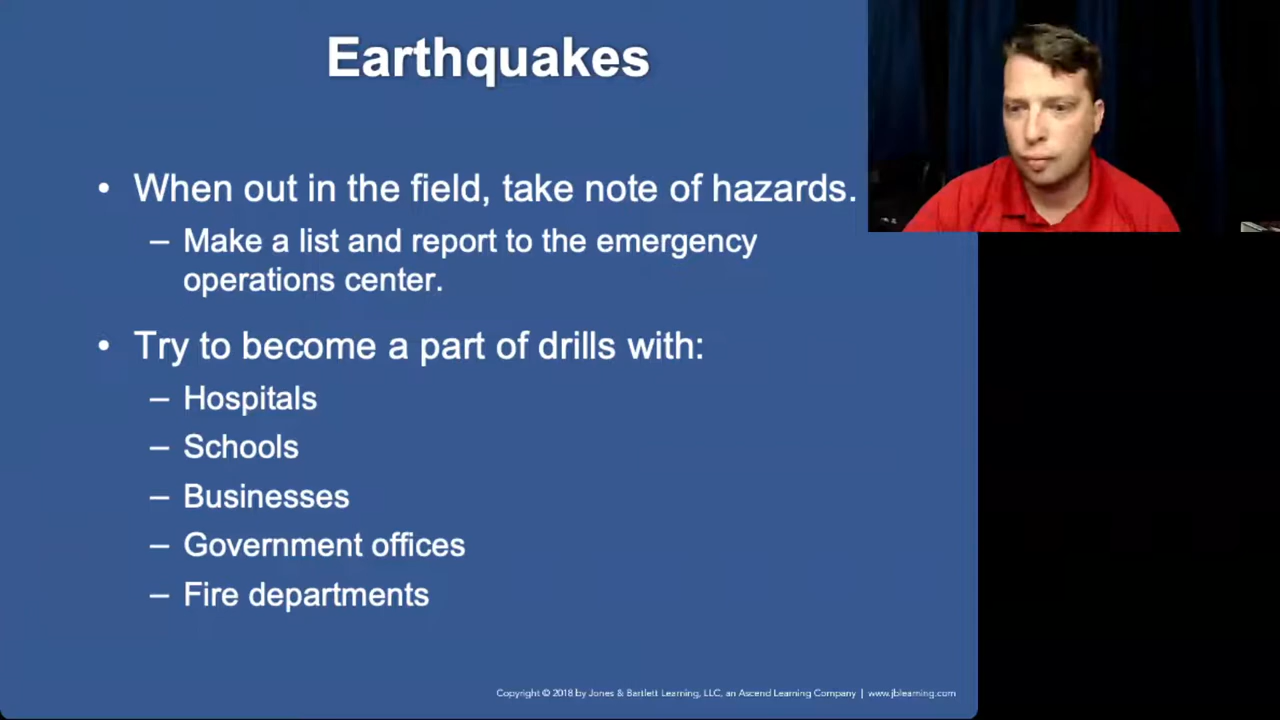 Earthquakes
• When out in the field, take note of hazards.
– Make a list and report to the emergency
operations center.
• Try to become a part of drills with:
– Hospitals
– Schools
– Businesses
– Government offices
– Fire departments
Copyright © 2018 by Jones & Bartlett Learning, LLC, an Ascend Learning Company | www.jblearning.com